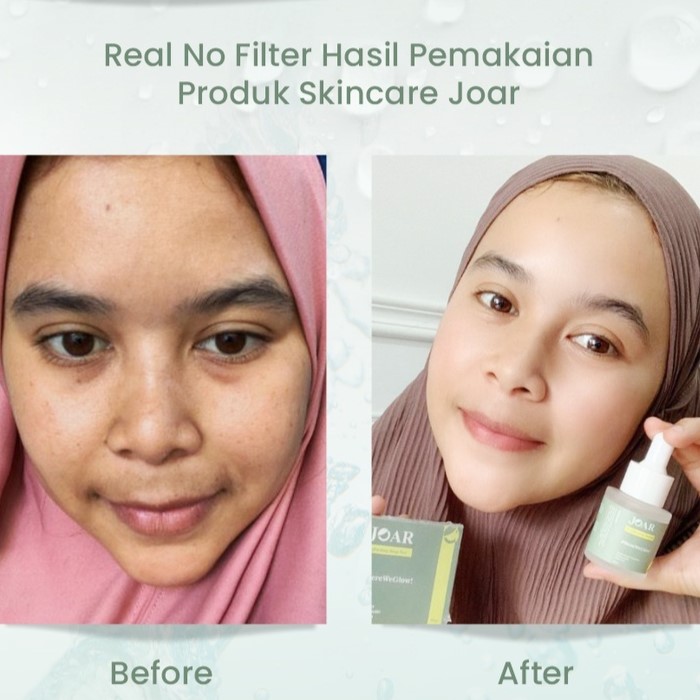 Real No Filter Hasil Pemakaian
Produk Skincare Joar
JOAR
JOAR
Before
After